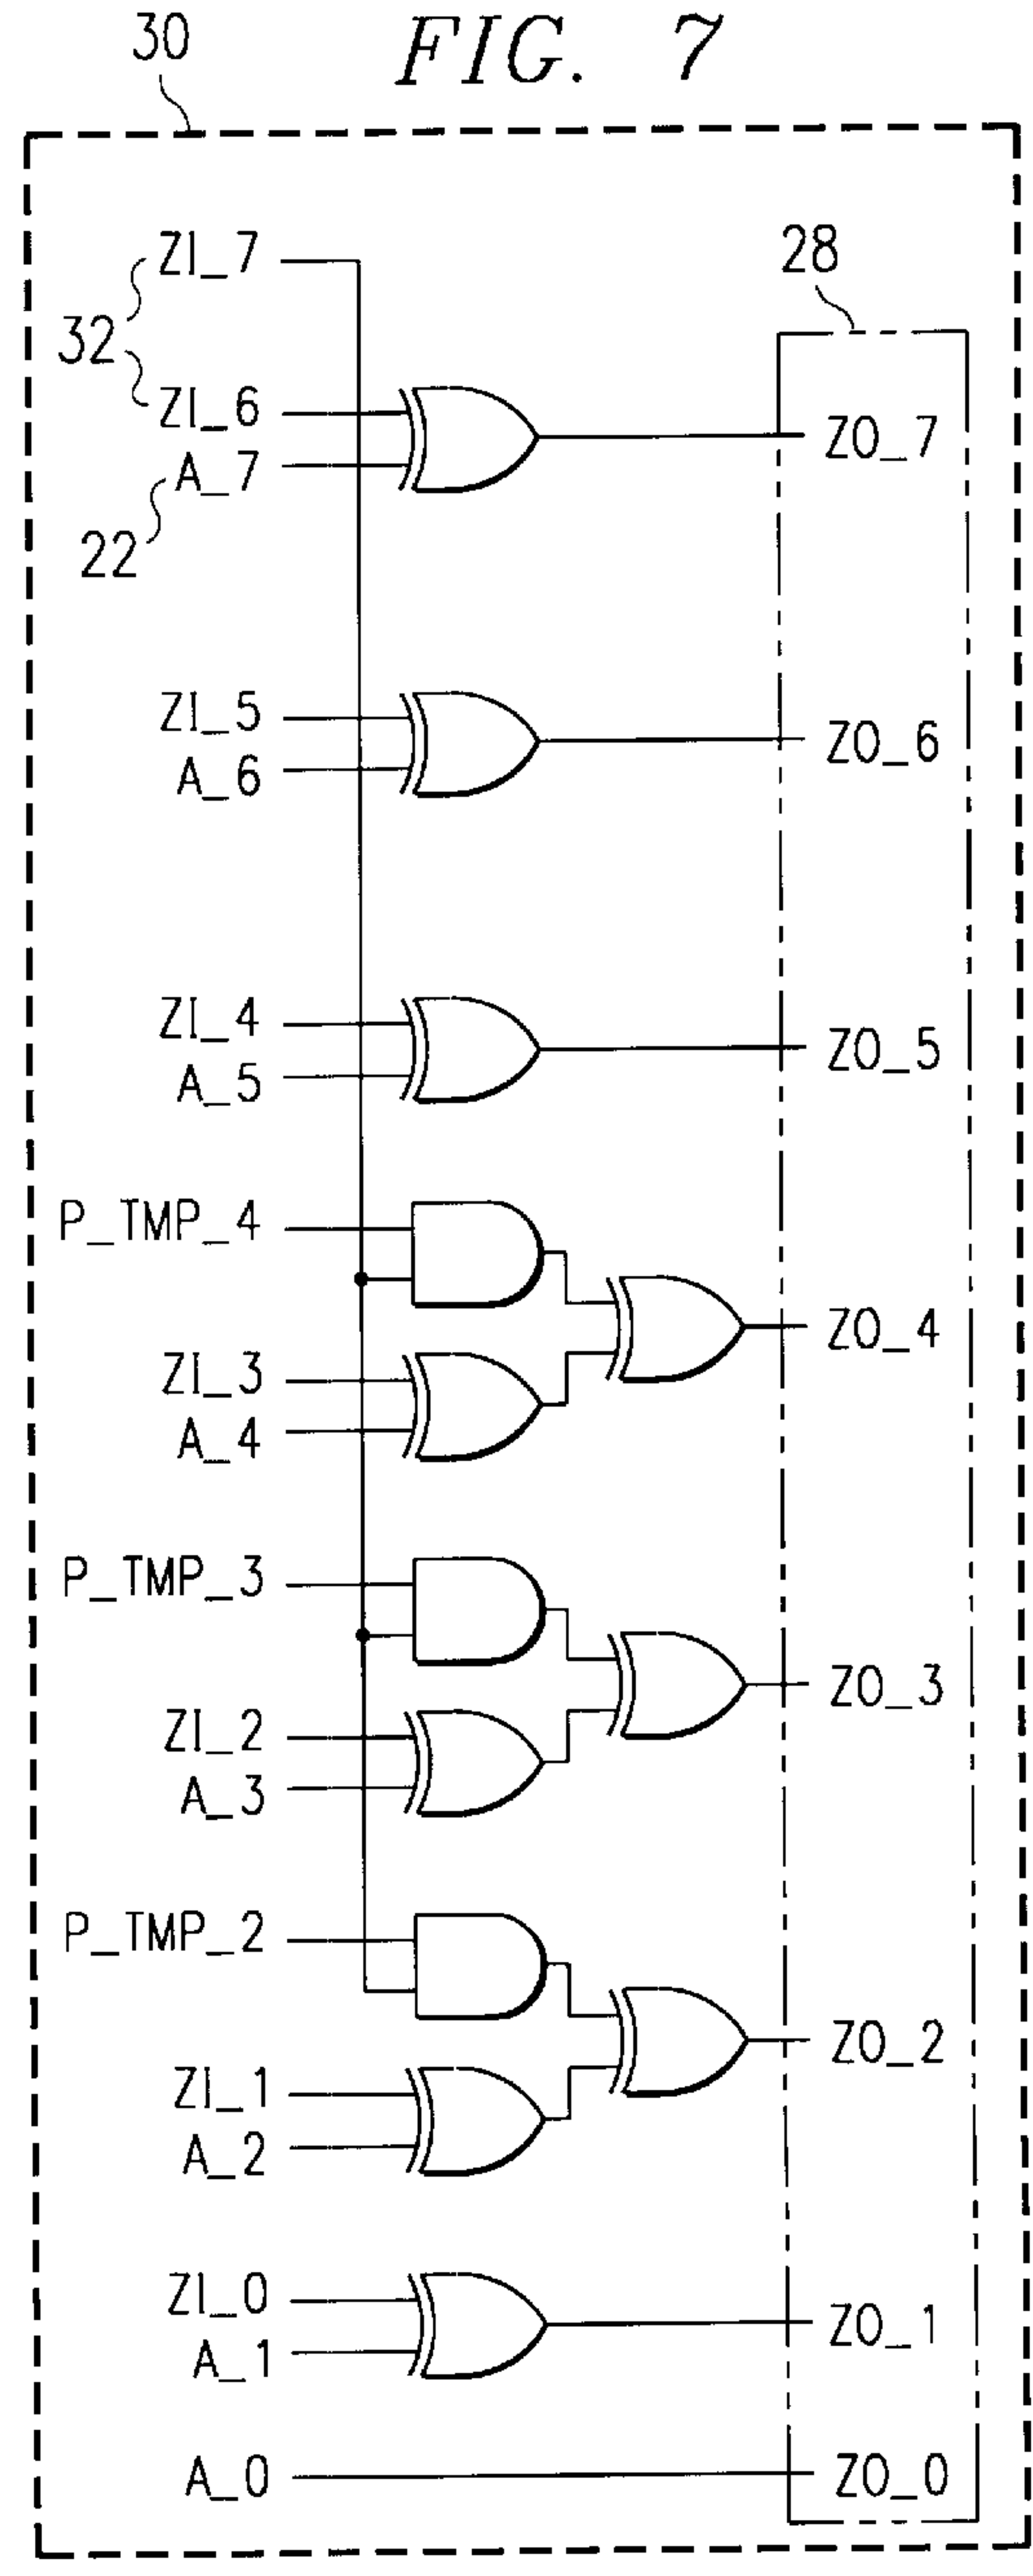 FIG. 7
30
ZI_7
28
32
ZI_6
ZO_7
A_7
22
ZI_5
ZO_6
A_6
ZI_4
ZO_5
A_5
P_TMP_4
ZO_4
ZI_3
A_4
P_TMP_3
ZO_3
ZI_2
A_3
P_TMP_2
ZO_2
ZI_1
A_2
ZI_0
ZO_1
A_1
A_0
ZO_0